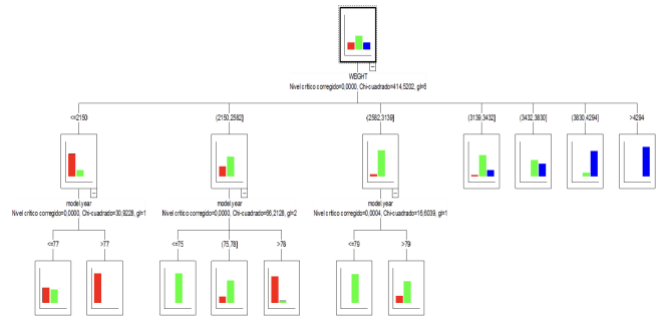 WEIGHT
Nivel crítico corregido=0,0000, Chi-cuadrado=414,5202, gl=6
<=2150
(2150,2582]
(2582,3139]
(3139,3432]
(3432,3830]
(3830,4294]
>4294
model.year
Nivel crítico corregido=0,0000, Chi-cuadrado=30,9228, gl=1
model.year
Nivel crítico corregido=0,0000, Chi-cuadrado=66,2128, gl=2
model.year
Nivel crítico corregido=0,0004, Chi-cuadrado=16,6039, gl=1
<=77
>77
<=75
(75,78]
>78
<=79
>79